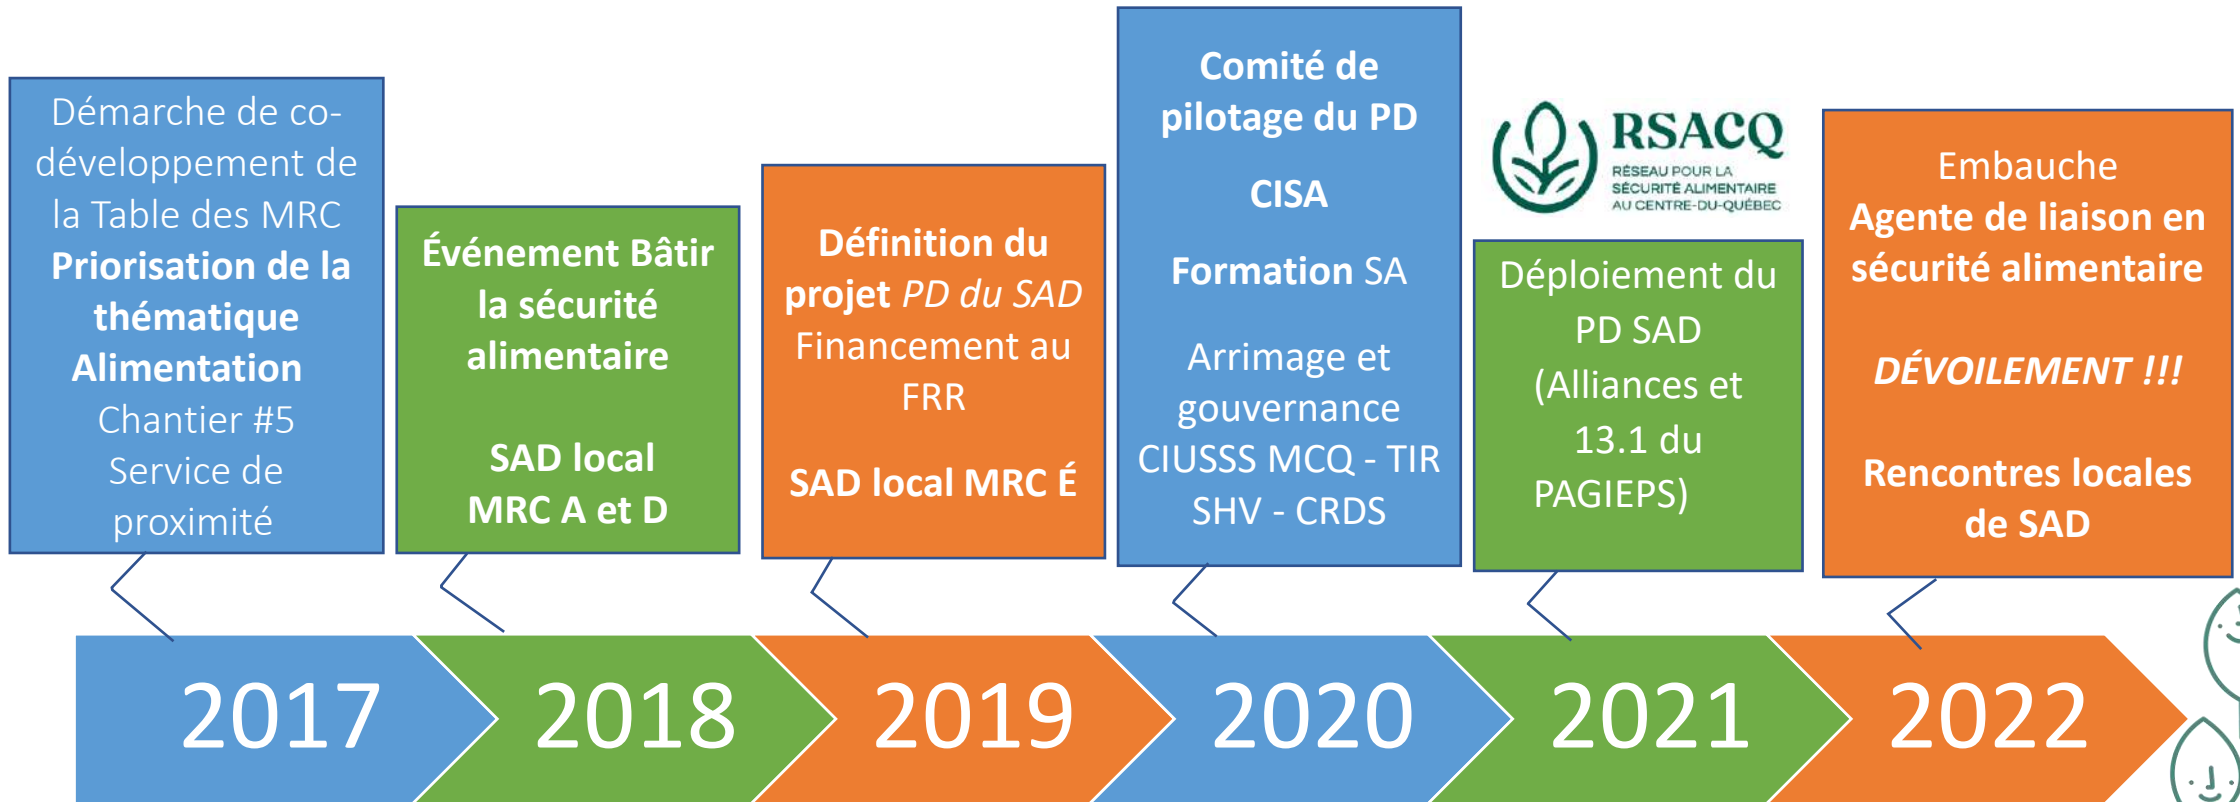 Démarche de co-
développement de
la Table des MRC
Priorisation de la
thématique
Alimentation
Chantier #5
Service de
proximité
Événement Bâtir
la sécurité
alimentaire
SAD local
MRC A et D
Définition du
projet PD du SAD
Financement au
FRR
SAD local MRC É
Comité de
pilotage du PD
CISA
Formation SA
Arrimage et
gouvernance
CIUSSS MCQ - TIR
SHV - CRDS
RSACQ
RÉSEAU POUR LA
SÉCURITÉ ALIMENTAIRE
AU CENTRE-DU-QUÉBEC
Déploiement du
PD SAD
(Alliances et
13.1 du
PAGIEPS)
Embauche
Agente de liaison en
sécurité alimentaire
DÉVOILEMENT !!!
Rencontres locales
de SAD
2017
2018
2019
2020
2021
2022